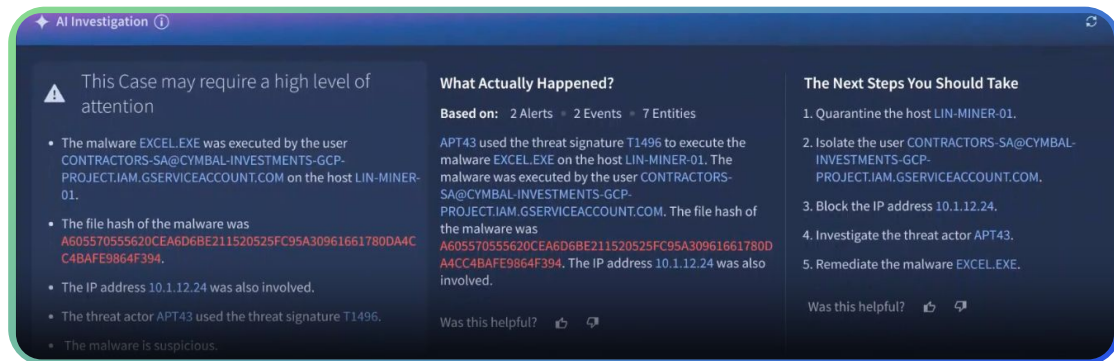 AI Investigation
This Case may require a high level of
attention
• The malware EXCEL.EXE was executed by the user
CONTRACTORS-SA@CYMBAL-INVESTMENTS-GCP-
PROJECT.IAM.GSERVICEACCOUNT.COM on the host LIN-MINER-
01.
• The file hash of the malware was
A605570555620CEA6D6BE211520525FC95A30961661780DA4C
C4BAFE9864F394.
• The IP address 10.1.12.24 was also involved.
• The threat actor APT43 used the threat signature T1496.
• The malware is suspicious.
What Actually Happened?
Based on: 2 Alerts • 2 Events • 7 Entities
APT43 used the threat signature T1496 to execute the
malware EXCEL.EXE on the host LIN-MINER-01. The
malware was executed by the user CONTRACTORS-
SA@CYMBAL-INVESTMENTS-GCP-
PROJECT.IAM.GSERVICEACCOUNT.COM. The file hash of
the malware was
A605570555620CEA6D6BE211520525FC95A30961661780D
A4CC4BAFE9864F394. The IP address 10.1.12.24 was also
involved.
Was this helpful?
The Next Steps You Should Take
1. Quarantine the host LIN-MINER-01.
2. Isolate the user CONTRACTORS-SA@CYMBAL-
INVESTMENTS-GCP-
PROJECT.IAM.GSERVICEACCOUNT.COM.
3. Block the IP address 10.1.12.24.
4. Investigate the threat actor APT43.
5. Remediate the malware EXCEL.EXE.
Was this helpful?